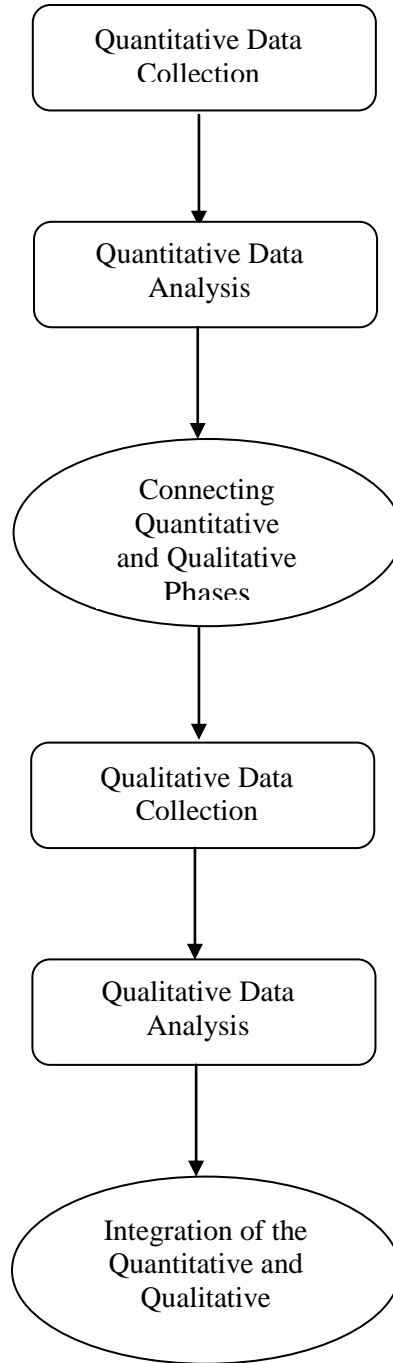 Quantitative Data
Collection
Quantitative Data
Analysis
Connecting
Quantitative
and Qualitative
Phases
Qualitative Data
Collection
Qualitative Data
Analysis
Integration of the
Quantitative and
Qualitative